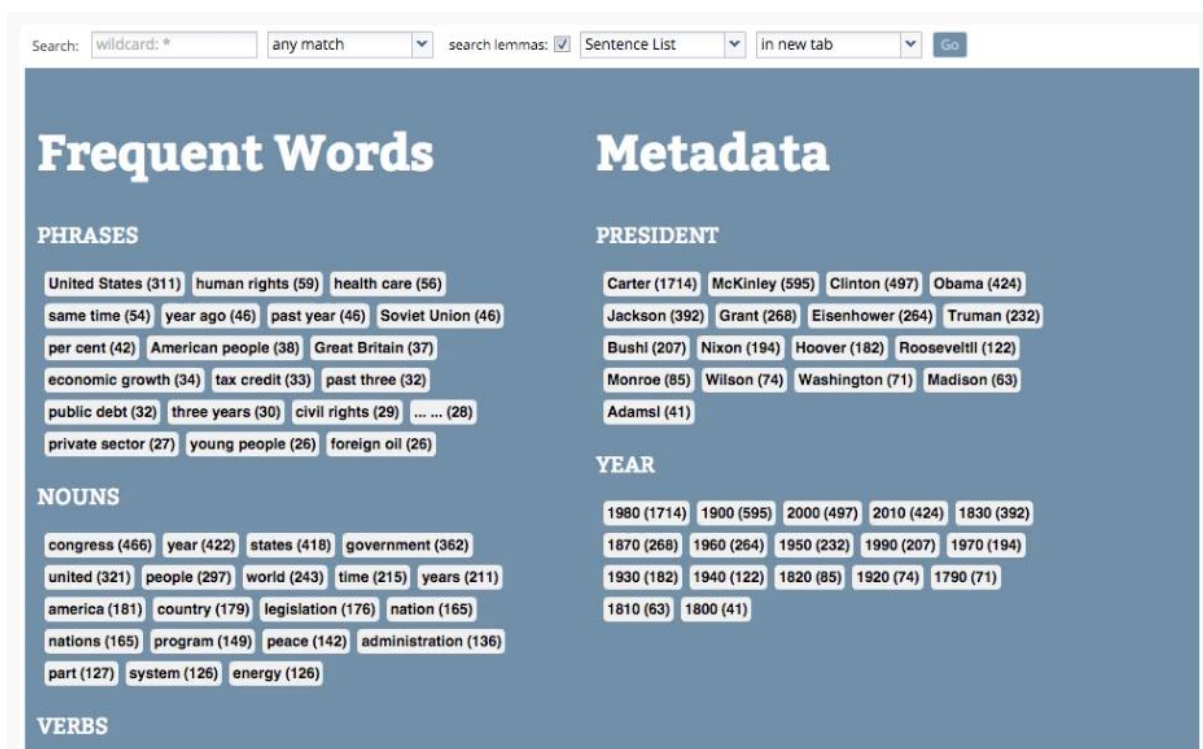 Search: wildcard: * any match search lemmas: Sentence List in new tab Go
Frequent Words
PHRASES
United States (311) human rights (59) health care (56)
same time (54) year ago (46) past year (46) Soviet Union (46)
per cent (42) American people (38) Great Britain (37)
economic growth (34) tax credit (33) past three (32)
public debt (32) three years (30) civil rights (29) ... ... (28)
private sector (27) young people (26) foreign oil (26)
NOUNS
congress (466) year (422) states (418) government (362)
united (321) people (297) world (243) time (215) years (211)
america (181) country (179) legislation (176) nation (165)
nations (165) program (149) peace (142) administration (136)
part (127) system (126) energy (126)
VERBS
Metadata
PRESIDENT
Carter (1714) McKinley (595) Clinton (497) Obama (424)
Jackson (392) Grant (268) Eisenhower (264) Truman (232)
BushI (207) Nixon (194) Hoover (182) RooseveltII (122)
Monroe (85) Wilson (74) Washington (71) Madison (63)
AdamsI (41)
YEAR
1980 (1714) 1900 (595) 2000 (497) 2010 (424) 1830 (392)
1870 (268) 1960 (264) 1950 (232) 1990 (207) 1970 (194)
1930 (182) 1940 (122) 1820 (85) 1920 (74) 1790 (71)
1810 (63) 1800 (41)